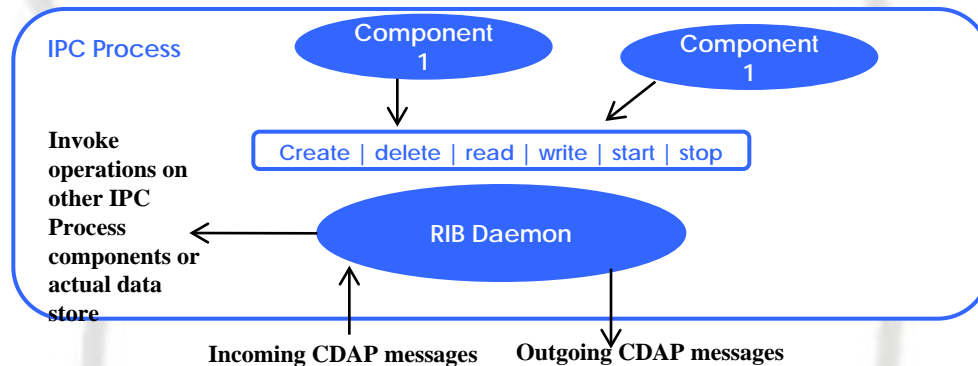 IPC Process
Component
1
Component
1
Create | delete | read | write | start | stop
Invoke
operations on
other IPC
Process
components or
actual data
store
RIB Daemon
Incoming CDAP messages
Outgoing CDAP messages